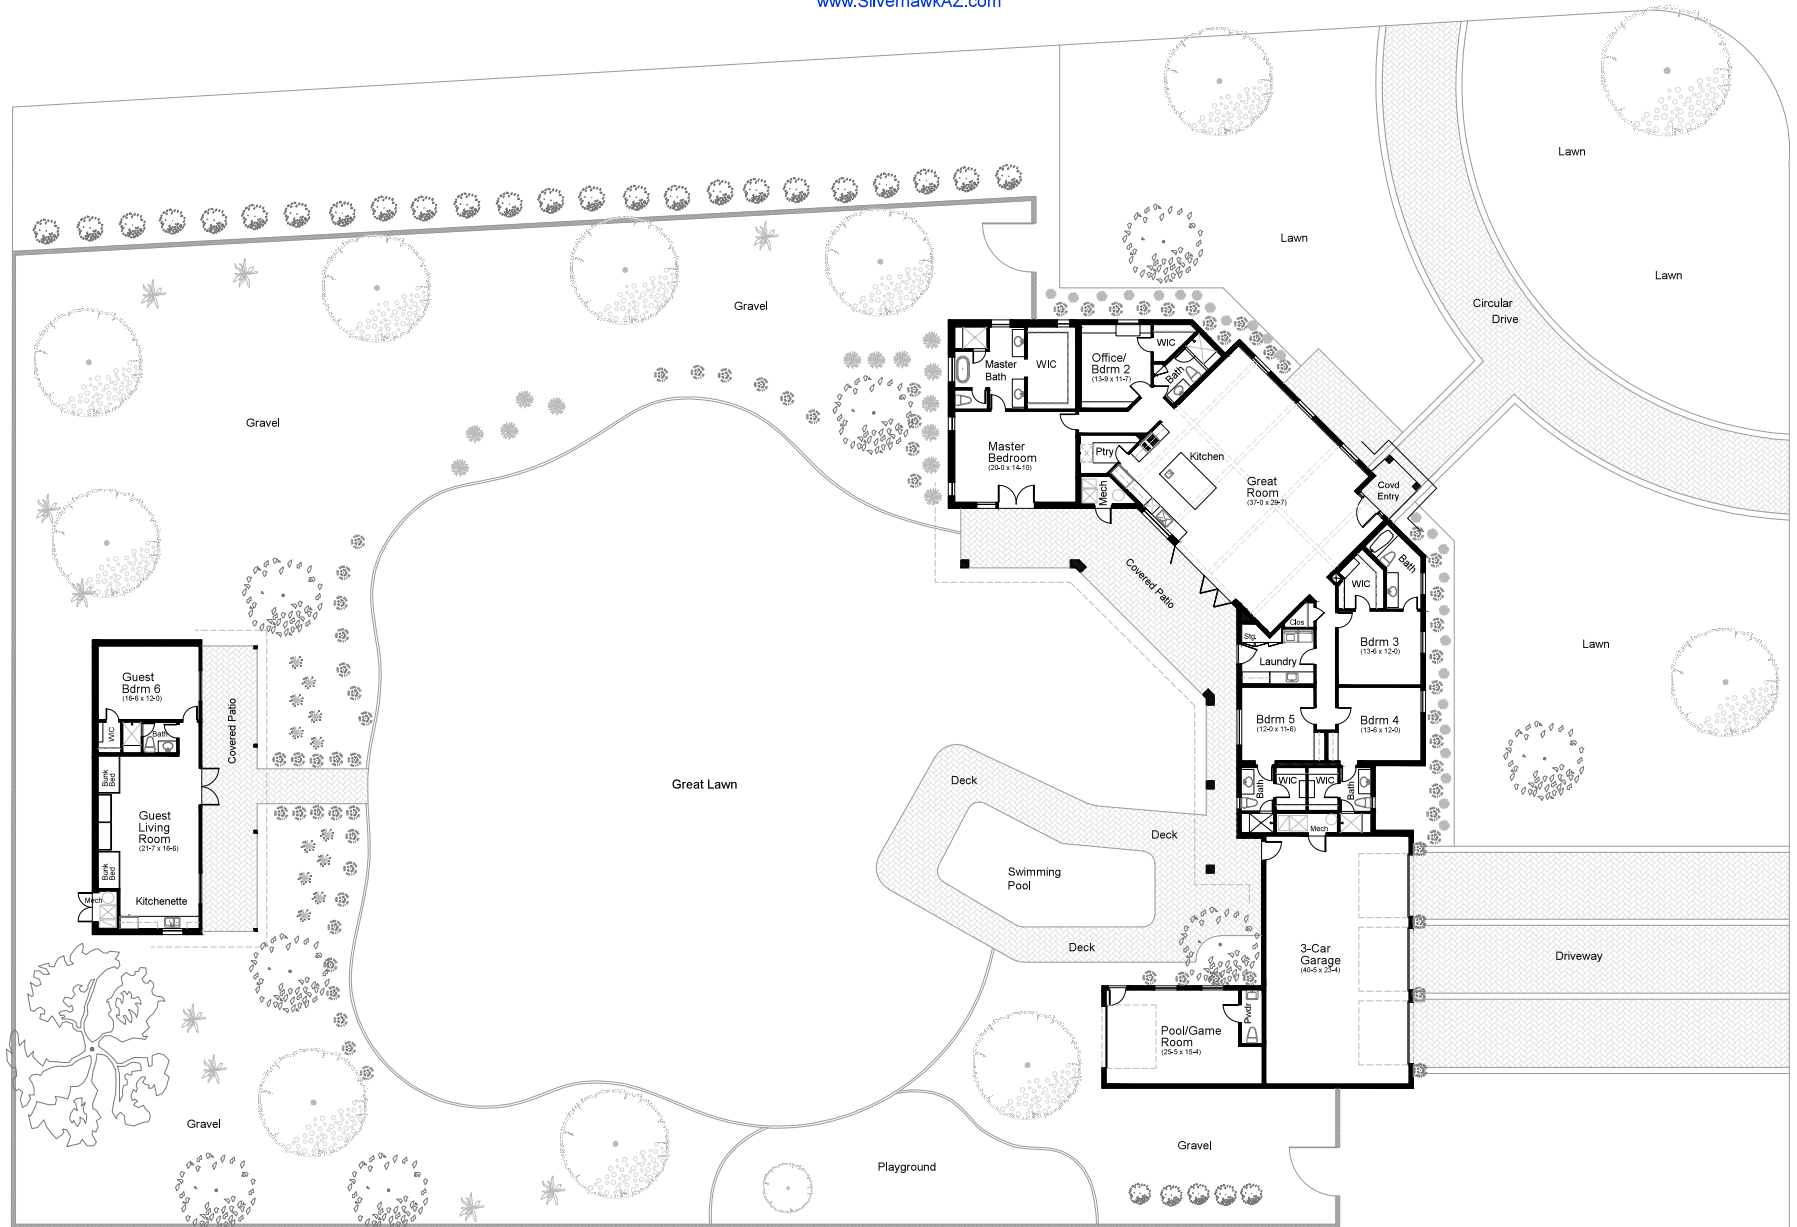 www.SilverhawkAZ.com
Lawn
Lawn
Lawn
Circular
Drive
Gravel
Gravel
Master
Bath
WIC
Office/
Bdrm 2
(13-9 x 11-7)
WIC
Bath
Master
Bedroom
(20-0 x 14-10)
Ptry
Mech
Kitchen
Great
Room
(37-0 x 29-7)
Covd
Entry
Covered Patio
Bath
WIC
Clos
Stg.
Laundry
Bdrm 3
(13-6 x 12-0)
Lawn
Bdrm 5
(12-0 x 11-6)
Bdrm 4
(13-6 x 12-0)
Bath
WIC
WIC
Bath
Mech
Guest
Bdrm 6
(16-6 x 12-0)
Covered Patio
WIC
Bath
Bunk
Bed
Guest
Living
Room
(21-7 x 16-6)
Bunk
Bed
Mech
Kitchenette
Great Lawn
Deck
Deck
Swimming
Pool
Deck
3-Car
Garage
(40-5 x 23-4)
Driveway
Pool/Game
Room
(25-5 x 15-4)
Pwdr
Gravel
Gravel
Playground